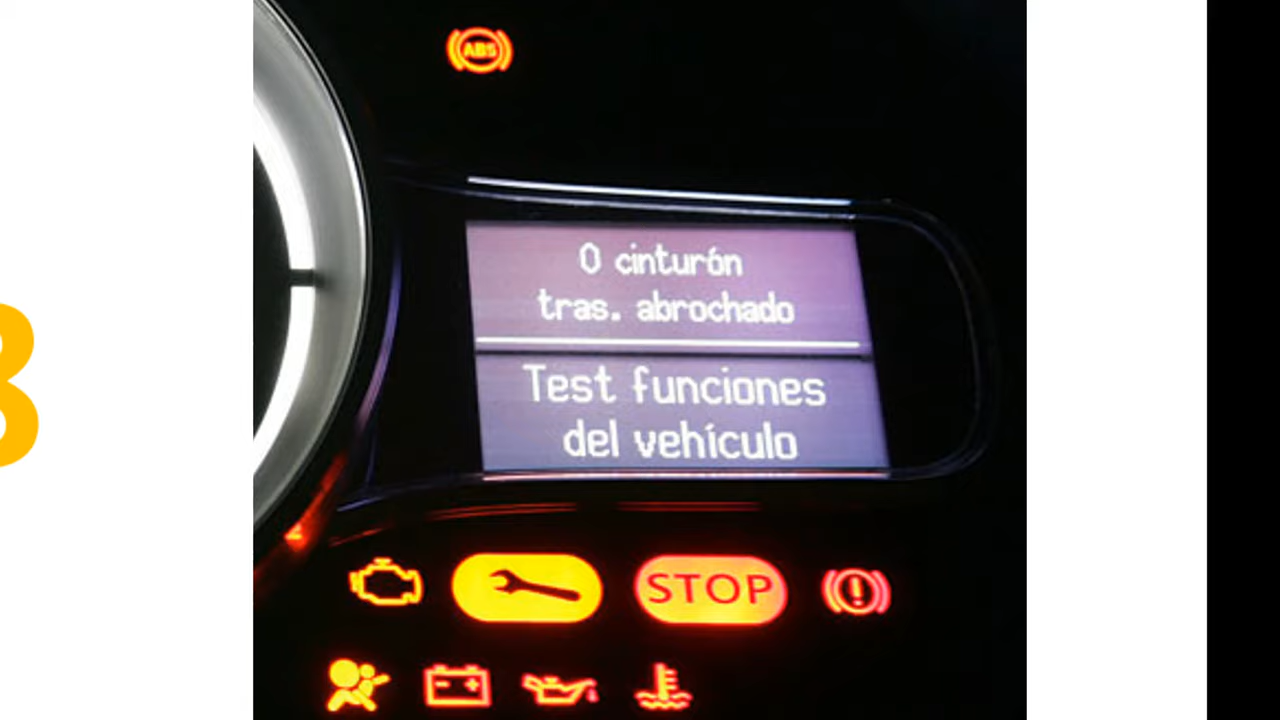 ABS
0 cinturón
tras. abrochado
Test funciones
del vehículo
STOP